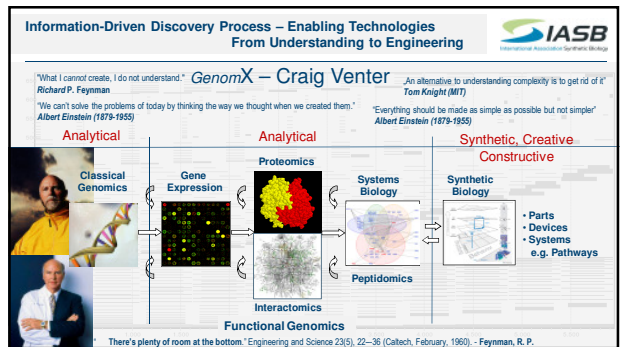 Information-Driven Discovery Process – Enabling Technologies
From Understanding to Engineering
IASB
International Association Synthetic Biology
"What I cannot create, I do not understand."
Richard P. Feynman
GenomX – Craig Venter
„An alternative to understanding complexity is to get rid of it"
Tom Knight (MIT)
"We can't solve the problems of today by thinking the way we thought when we created them."
Albert Einstein (1879-1955)
"Everything should be made as simple as possible but not simpler"
Albert Einstein (1879-1955)
Analytical
Analytical
Synthetic, Creative
Constructive
Classical
Genomics
Gene
Expression
Proteomics
Interactomics
Systems
Biology
Peptidomics
Synthetic
Biology
• Parts
• Devices
• Systems
e.g. Pathways
Functional Genomics
" There's plenty of room at the bottom." Engineering and Science 23(5), 22—36 (Caltech, February, 1960). - Feynman, R. P.